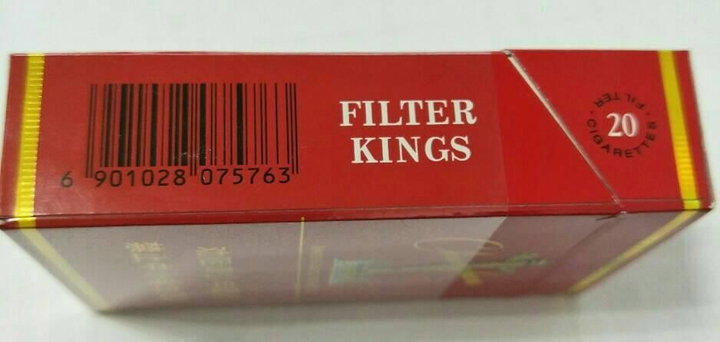 6 901028 075763
FILTER
KINGS
FILTER · CIGARETTES ·
20